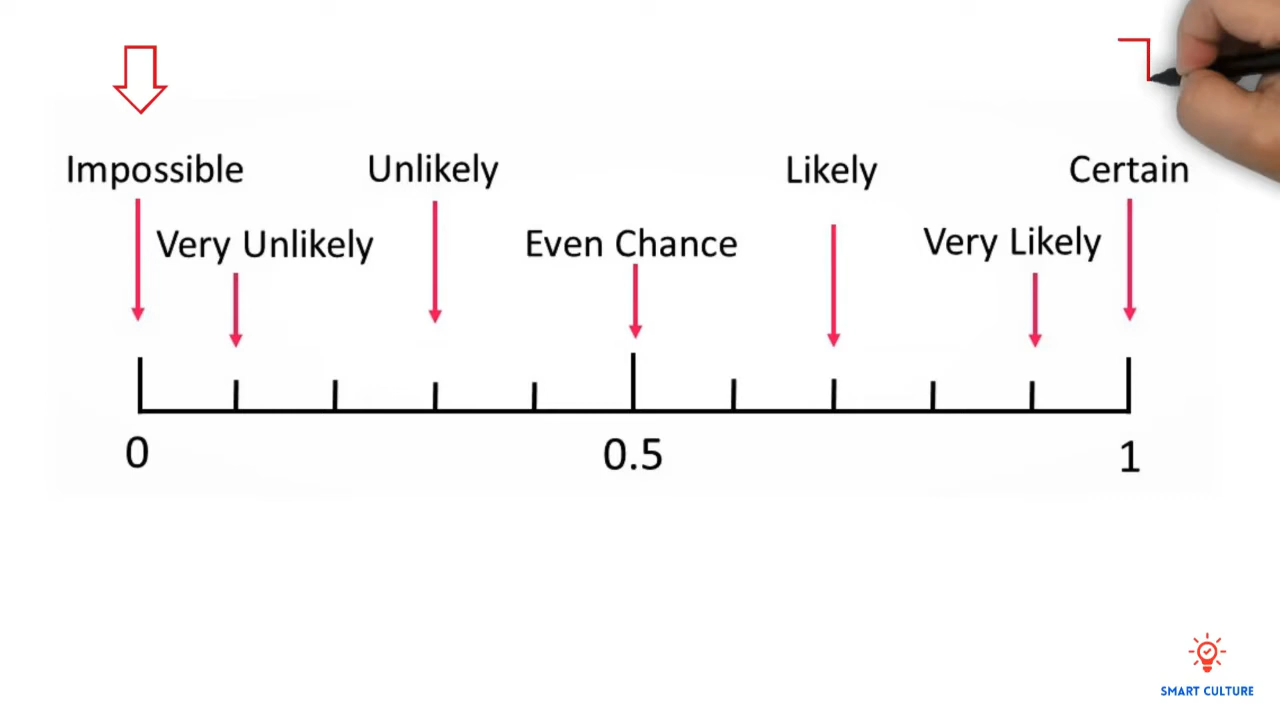 Impossible
Unlikely
Likely
Certain
Very Unlikely
Even Chance
Very Likely
0
0.5
1
SMART CULTURE